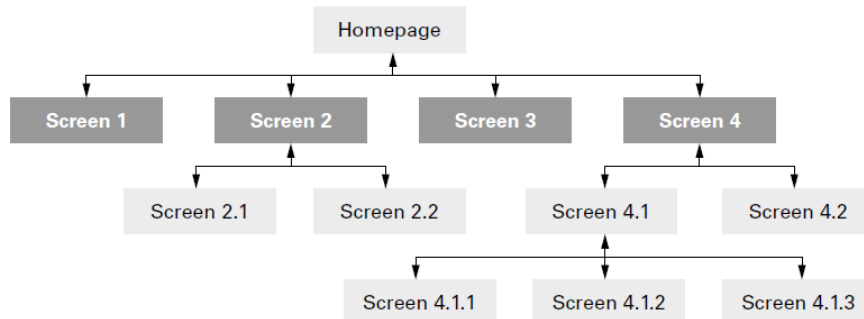 Homepage
Screen 1
Screen 2
Screen 3
Screen 4
Screen 2.1
Screen 2.2
Screen 4.1
Screen 4.2
Screen 4.1.1
Screen 4.1.2
Screen 4.1.3